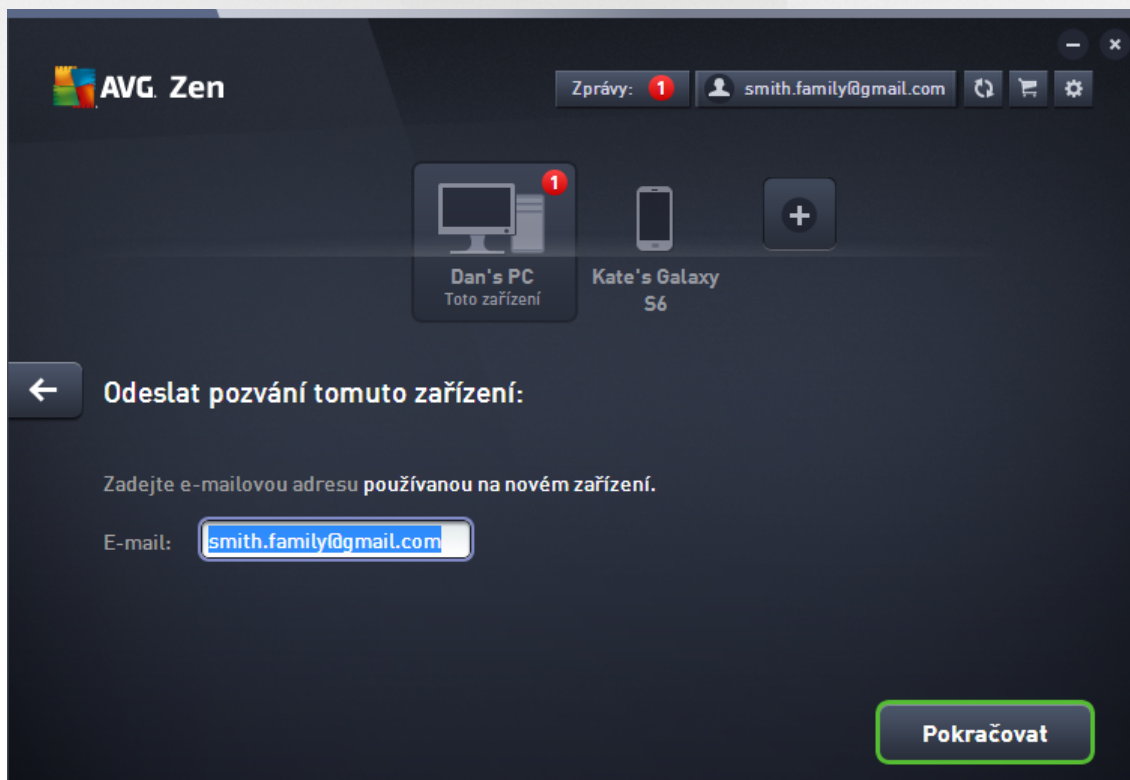 AVG. Zen
Zprávy: 1
smith.family@gmail.com
1
Dan's PC
Toto zařízení
Kate's Galaxy
S6
Odeslat pozvání tomuto zařízení:
Zadejte e-mailovou adresu používanou na novém zařízení.
E-mail: smith.family@gmail.com
Pokračovat